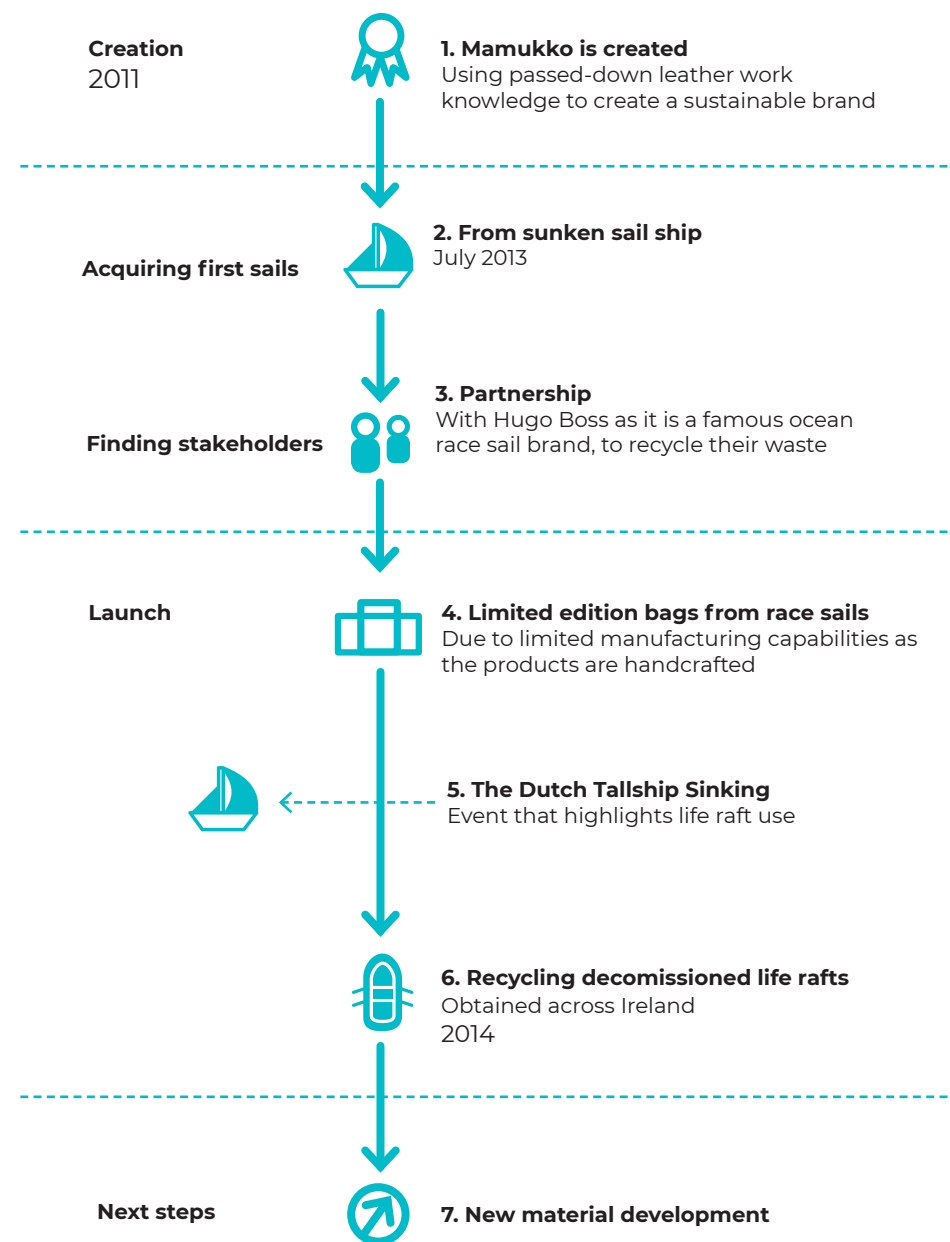 Creation
2011
1. Mamukko is created
Using passed-down leather work
knowledge to create a sustainable brand
Acquiring first sails
2. From sunken sail ship
July 2013
Finding stakeholders
3. Partnership
With Hugo Boss as it is a famous ocean
race sail brand, to recycle their waste
Launch
4. Limited edition bags from race sails
Due to limited manufacturing capabilities as
the products are handcrafted
5. The Dutch Tallship Sinking
Event that highlights life raft use
6. Recycling decomissioned life rafts
Obtained across Ireland
2014
Next steps
7. New material development